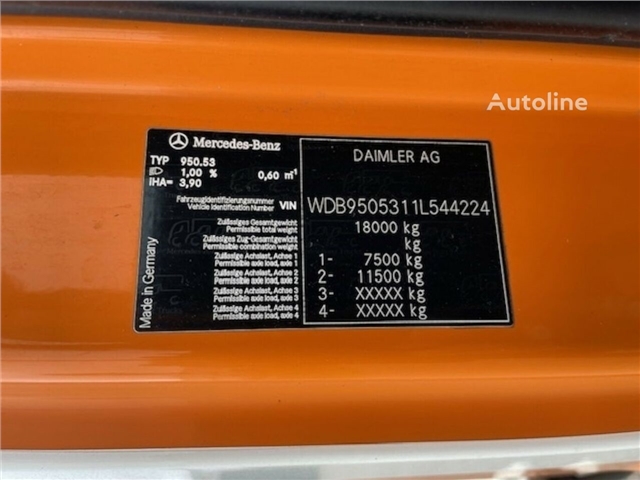 Autoline
Mercedes-Benz
TYP 950.53
1,00 % 0,60 m⁻¹
IHA= 3,90
Fahrzeugidentifizierungsnummer
Vehicle Identification Number VIN
Zulässiges Gesamtgewicht
Permissible total weight
Zulässiges Zug-Gesamtgewicht
Permissible combination weight
Zulässige Achslast, Achse 1
Permissible axle load, axle 1
Zulässige Achslast, Achse 2
Permissible axle load, axle 2
Zulässige Achslast, Achse 3
Permissible axle load, axle 3
Zulässige Achslast, Achse 4
Permissible axle load, axle 4
Made in Germany
DAIMLER AG
WDB9505311L544224
18000 kg
kg
1- 7500 kg
2- 11500 kg
3- XXXXX kg
4- XXXXX kg